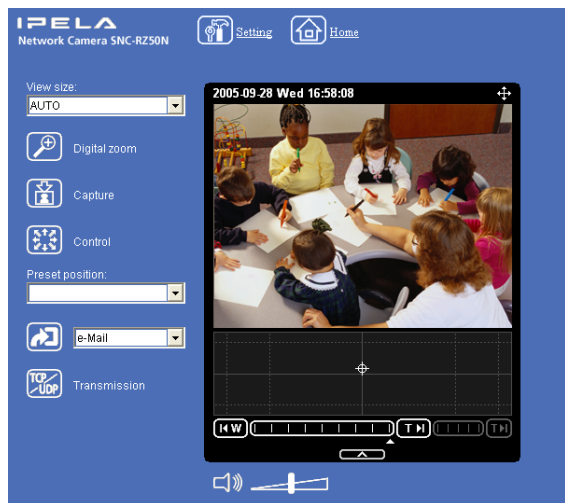 IPELA
Network Camera SNC-RZ50N
Setting
Home
View size:
AUTO
2005-09-28 Wed 16:58:08
Digital zoom
Capture
Control
Preset position:
e-Mail
TCP/UDP
Transmission
W
T
T